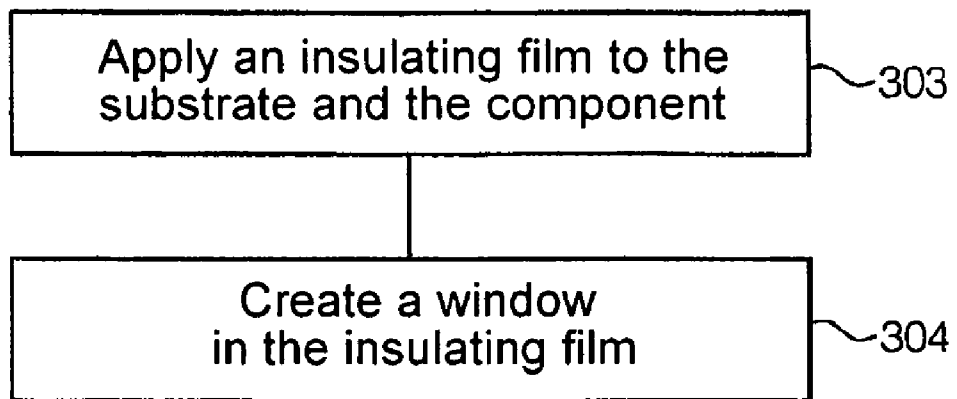 Apply an insulating film to the
substrate and the component
303
Create a window
in the insulating film
304